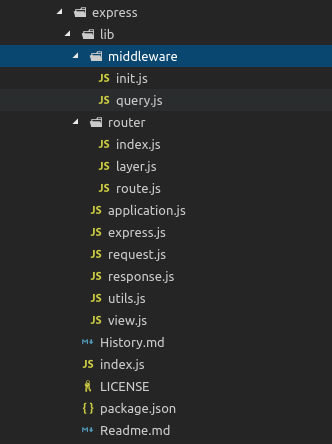 express
lib
middleware
JS init.js
JS query.js
router
JS index.js
JS layer.js
JS route.js
JS application.js
JS express.js
JS request.js
JS response.js
JS utils.js
JS view.js
M History.md
JS index.js
LICENSE
{ } package.json
M Readme.md